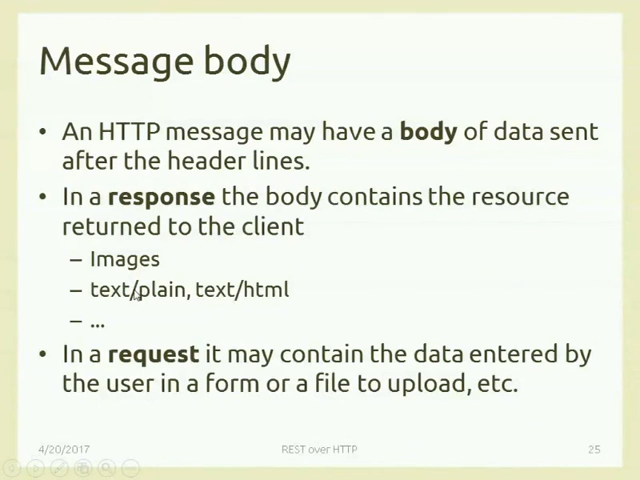 Message body
• An HTTP message may have a body of data sent
after the header lines.
• In a response the body contains the resource
returned to the client
– Images
– text/plain, text/html
– ...
• In a request it may contain the data entered by
the user in a form or a file to upload, etc.
4/20/2017 REST over HTTP 25